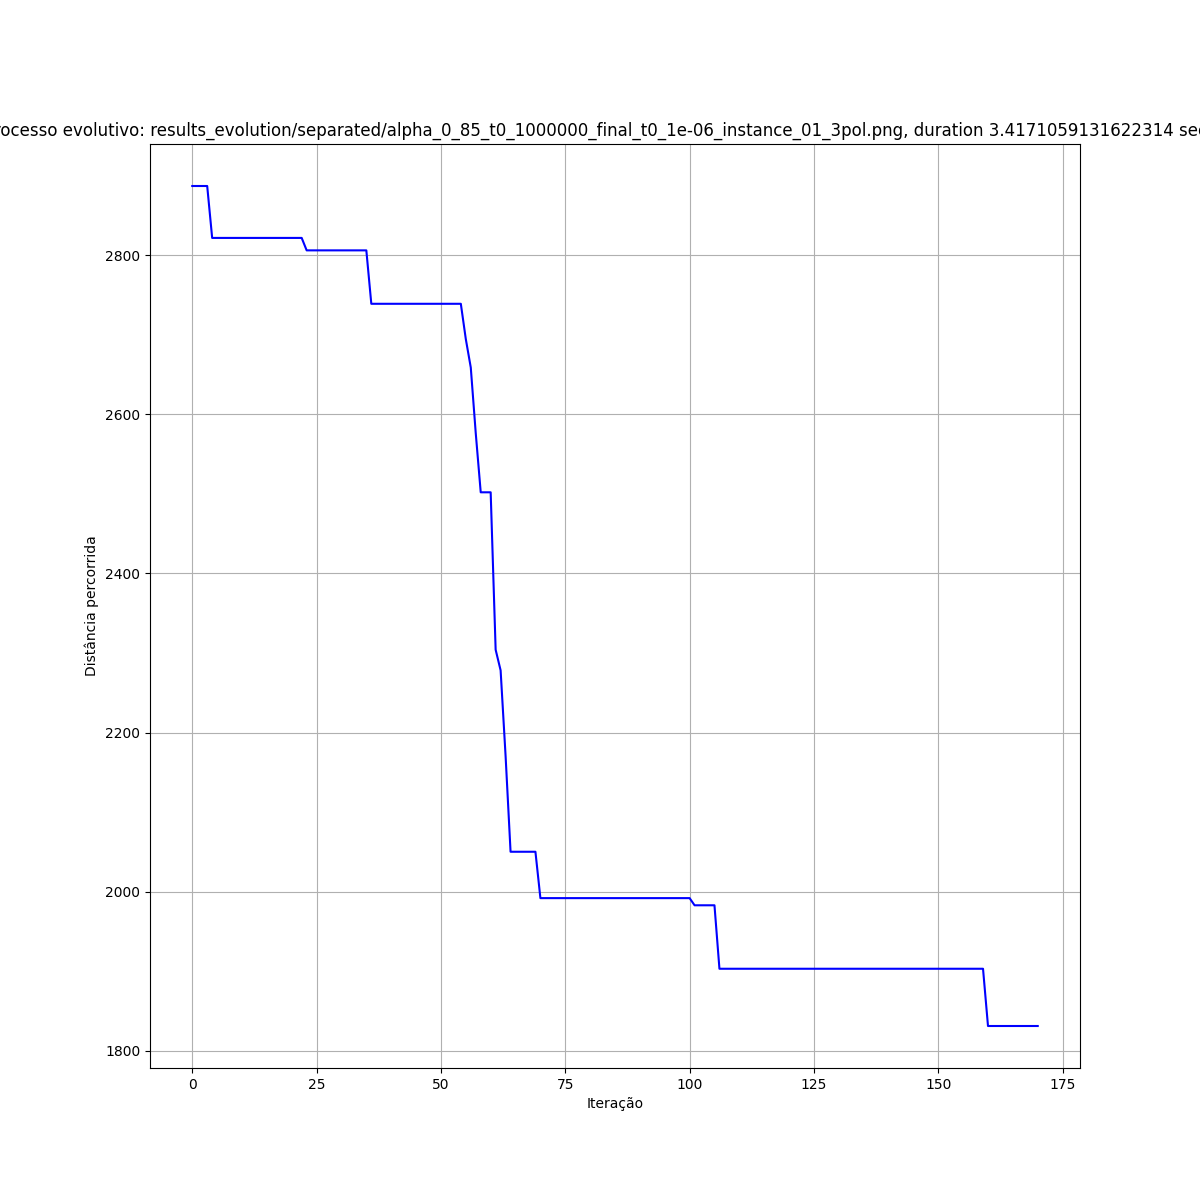 ocesso evolutivo: results_evolution/separated/alpha_0_85_t0_1000000_final_t0_1e-06_instance_01_3pol.png, duration 3.4171059131622314 se
2800
2600
2400
2200
2000
1800
Distância percorrida
0 25 50 75 100 125 150 175
Iteração